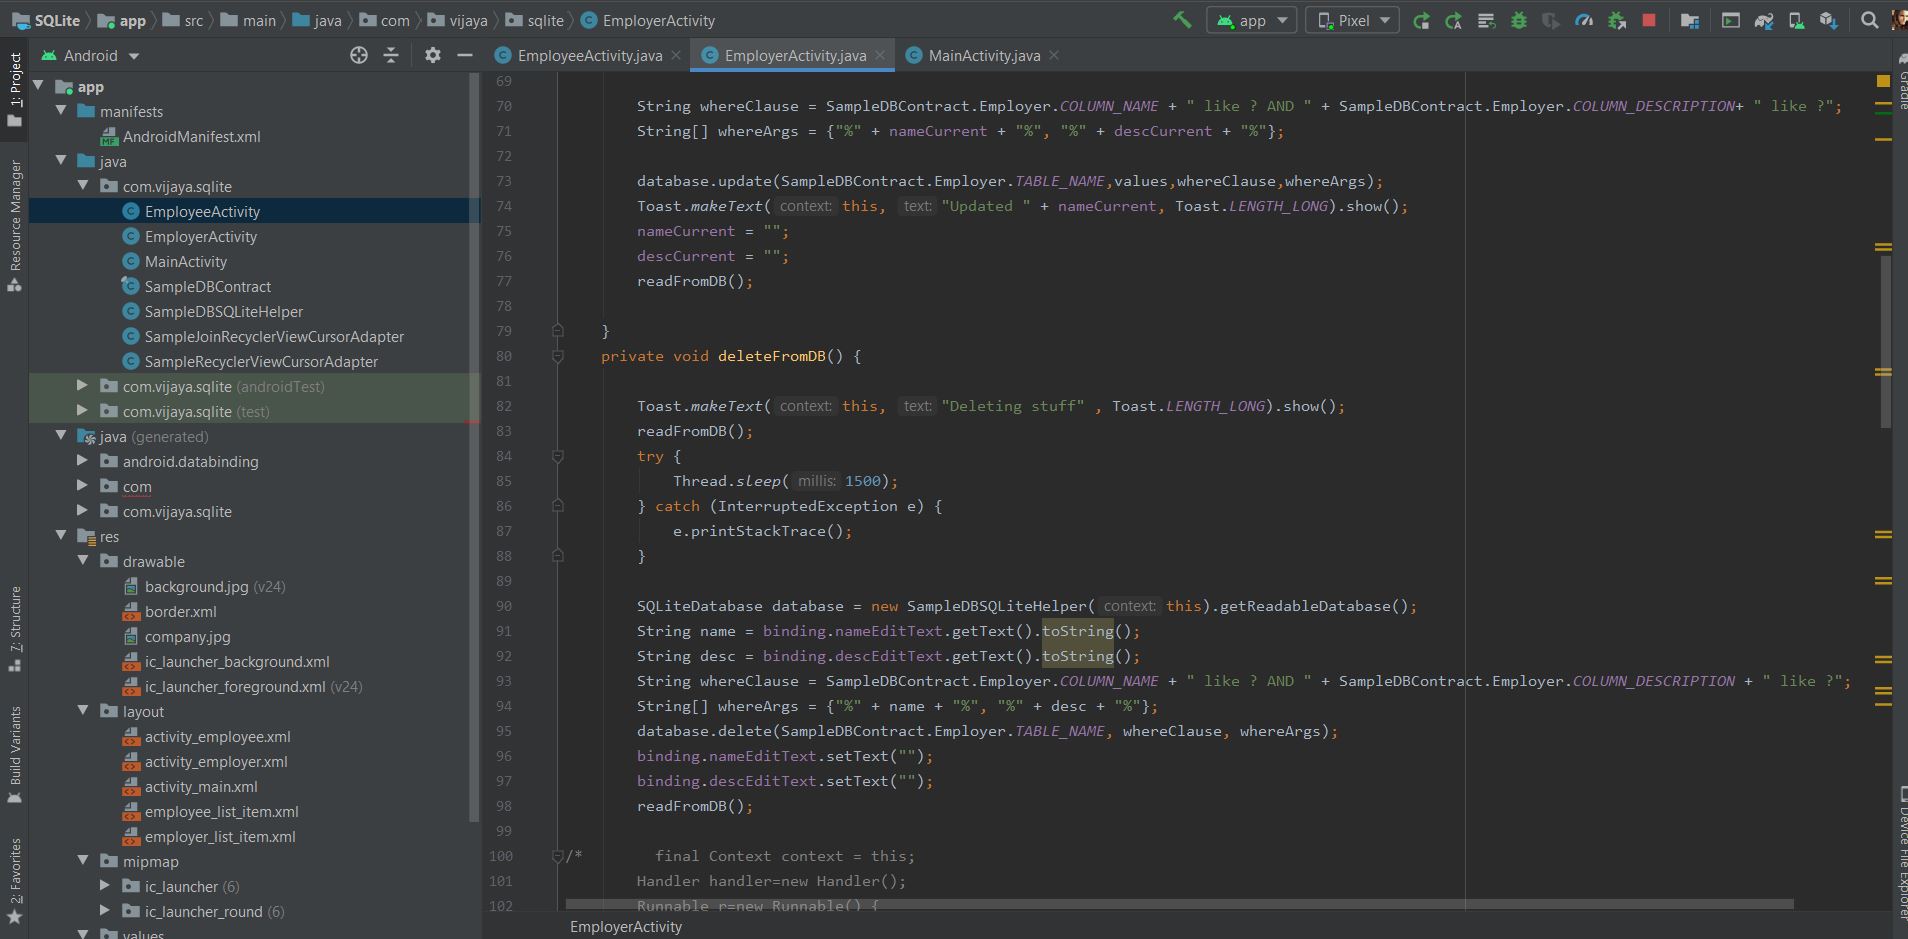 SQLite app src main java com vijaya sqlite EmployerActivity app Pixel
Android
EmployeeActivity.java EmployerActivity.java MainActivity.java
1: Project
Resource Manager
7: Structure
Build Variants
2: Favorites
app
manifests
AndroidManifest.xml
java
com.vijaya.sqlite
EmployeeActivity
EmployerActivity
MainActivity
SampleDBContract
SampleDBSQLiteHelper
SampleJoinRecyclerViewCursorAdapter
SampleRecyclerViewCursorAdapter
com.vijaya.sqlite (androidTest)
com.vijaya.sqlite (test)
java (generated)
android.databinding
com
com.vijaya.sqlite
res
drawable
background.jpg (v24)
border.xml
company.jpg
ic_launcher_background.xml
ic_launcher_foreground.xml (v24)
layout
activity_employee.xml
activity_employer.xml
activity_main.xml
employee_list_item.xml
employer_list_item.xml
mipmap
ic_launcher (6)
ic_launcher_round (6)
values
69
70 String whereClause = SampleDBContract.Employer.COLUMN_NAME + " like ? AND " + SampleDBContract.Employer.COLUMN_DESCRIPTION+ " like ?";
71 String[] whereArgs = {"%" + nameCurrent + "%", "%" + descCurrent + "%"};
72
73 database.update(SampleDBContract.Employer.TABLE_NAME,values,whereClause,whereArgs);
74 Toast.makeText( context: this, text: "Updated " + nameCurrent, Toast.LENGTH_LONG).show();
75 nameCurrent = "";
76 descCurrent = "";
77 readFromDB();
78
79 }
80 private void deleteFromDB() {
81
82 Toast.makeText( context: this, text: "Deleting stuff" , Toast.LENGTH_LONG).show();
83 readFromDB();
84 try {
85 Thread.sleep( millis: 1500);
86 } catch (InterruptedException e) {
87 e.printStackTrace();
88 }
89
90 SQLiteDatabase database = new SampleDBSQLiteHelper( context: this).getReadableDatabase();
91 String name = binding.nameEditText.getText().toString();
92 String desc = binding.descEditText.getText().toString();
93 String whereClause = SampleDBContract.Employer.COLUMN_NAME + " like ? AND " + SampleDBContract.Employer.COLUMN_DESCRIPTION + " like ?";
94 String[] whereArgs = {"%" + name + "%", "%" + desc + "%"};
95 database.delete(SampleDBContract.Employer.TABLE_NAME, whereClause, whereArgs);
96 binding.nameEditText.setText("");
97 binding.descEditText.setText("");
98 readFromDB();
99
100 /* final Context context = this;
101 Handler handler=new Handler();
102 Runnable r=new Runnable() {
EmployerActivity
Gradle
Device File Explorer